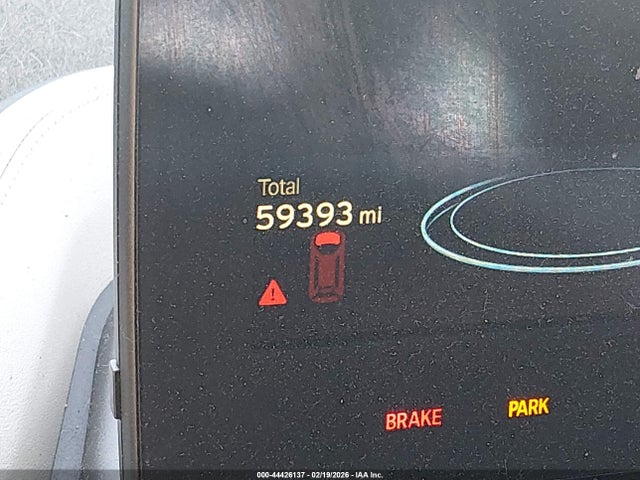 Total
59393 mi
BRAKE
PARK
000-44426137 - 02/19/2026 - IAA Inc.